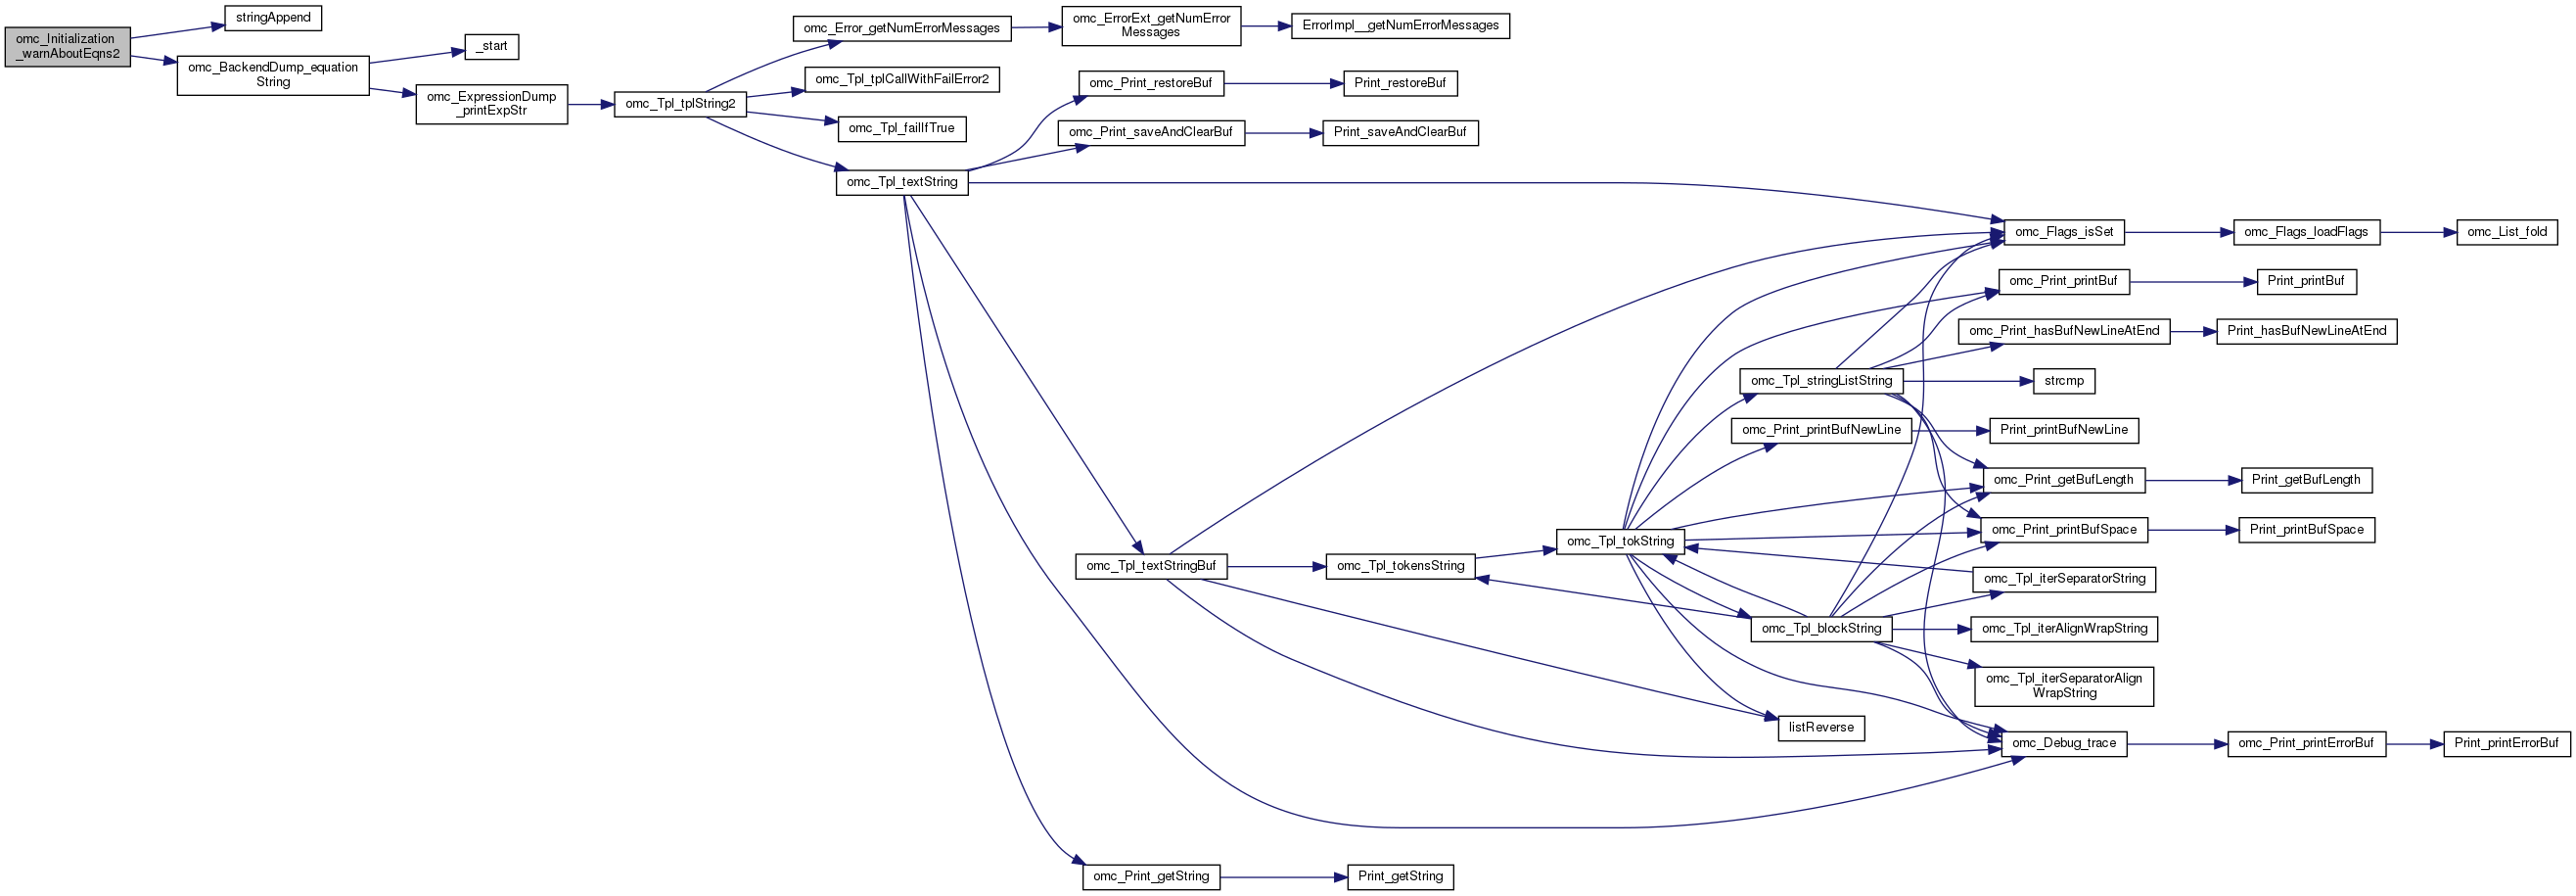 omc_Initialization
_warnAboutEqns2
stringAppend
omc_BackendDump_equation
String
_start
omc_ExpressionDump
_printExpStr
omc_Tpl_tplString2
omc_Error_getNumErrorMessages
omc_ErrorExt_getNumError
Messages
ErrorImpl__getNumErrorMessages
omc_Tpl_tplCallWithFailError2
omc_Tpl_failIfTrue
omc_Tpl_textString
omc_Print_restoreBuf
Print_restoreBuf
omc_Print_saveAndClearBuf
Print_saveAndClearBuf
omc_Flags_isSet
omc_Flags_loadFlags
omc_List_fold
omc_Print_printBuf
Print_printBuf
omc_Print_hasBufNewLineAtEnd
Print_hasBufNewLineAtEnd
omc_Tpl_stringListString
strcmp
omc_Print_printBufNewLine
Print_printBufNewLine
omc_Print_getBufLength
Print_getBufLength
omc_Tpl_tokString
omc_Print_printBufSpace
Print_printBufSpace
omc_Tpl_textStringBuf
omc_Tpl_tokensString
omc_Tpl_iterSeparatorString
omc_Tpl_blockString
omc_Tpl_iterAlignWrapString
omc_Tpl_iterSeparatorAlign
WrapString
listReverse
omc_Debug_trace
omc_Print_printErrorBuf
Print_printErrorBuf
omc_Print_getString
Print_getString